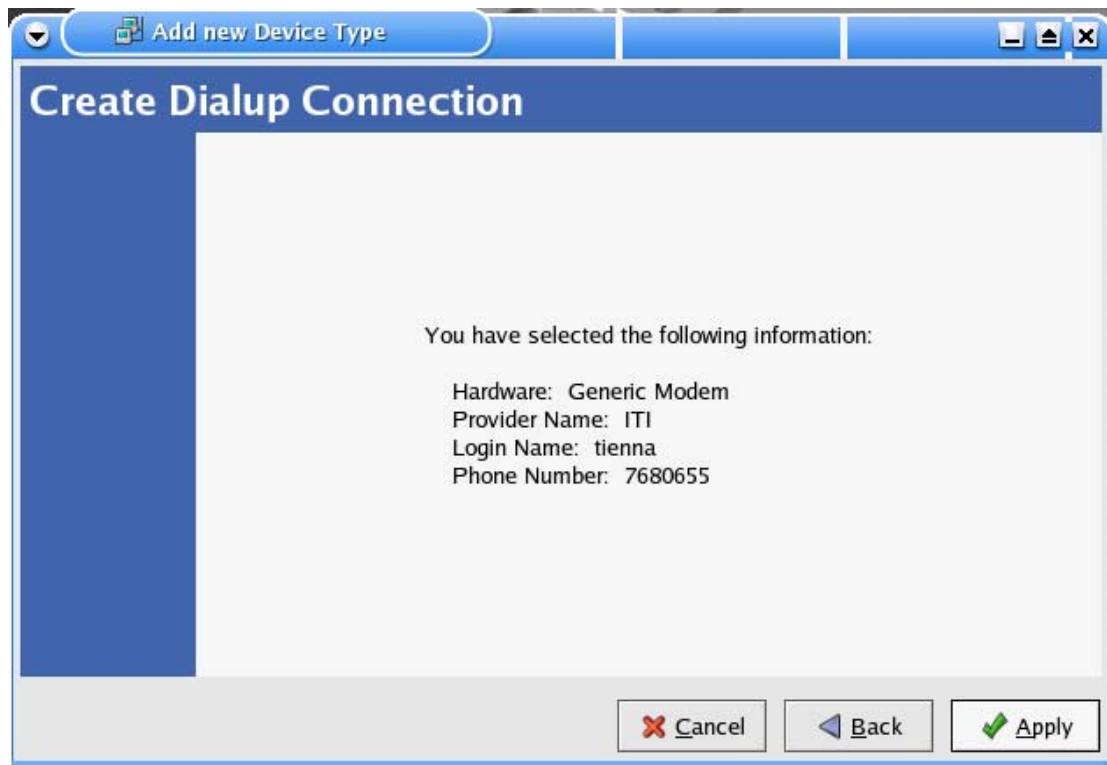 Add new Device Type
Create Dialup Connection
You have selected the following information:
Hardware: Generic Modem
Provider Name: ITI
Login Name: tienna
Phone Number: 7680655
Cancel
Back
Apply